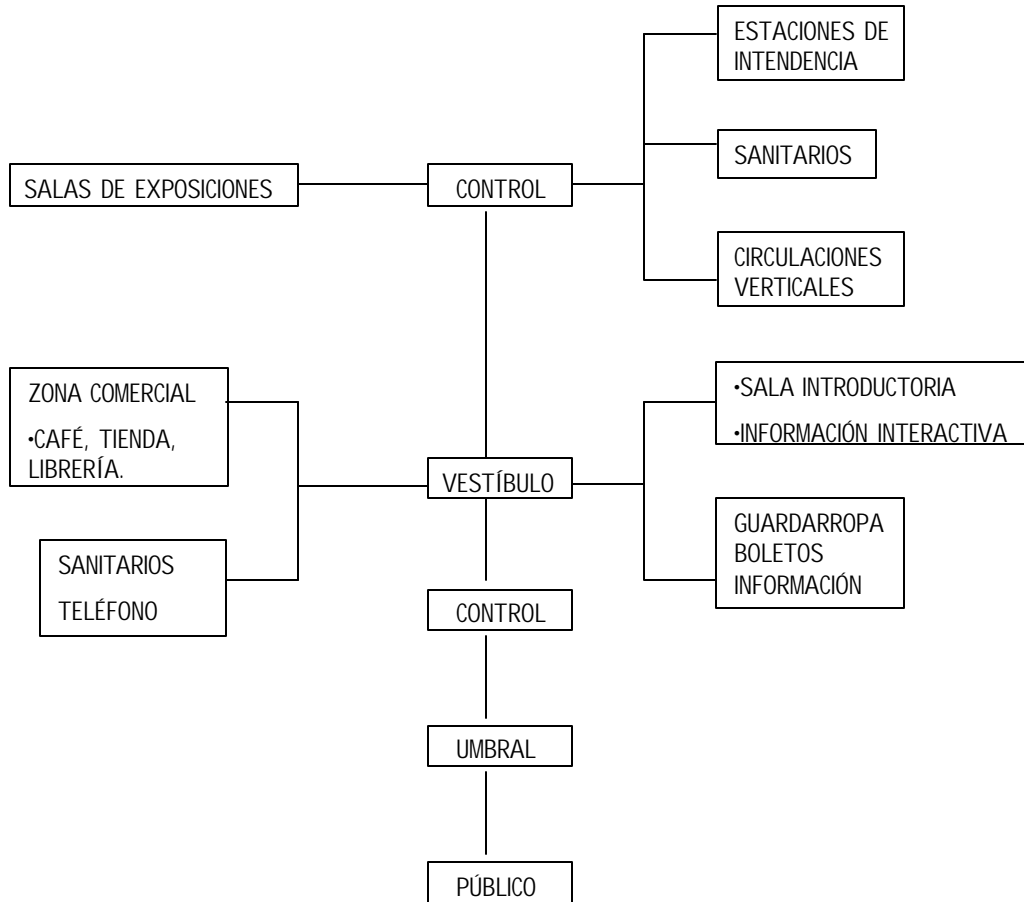 ESTACIONES DE
INTENDENCIA
SANITARIOS
SALAS DE EXPOSICIONES
CONTROL
CIRCULACIONES
VERTICALES
ZONA COMERCIAL
•CAFÉ, TIENDA,
LIBRERÍA.
•SALA INTRODUCTORIA
•INFORMACIÓN INTERACTIVA
VESTÍBULO
SANITARIOS
TELÉFONO
GUARDARROPA
BOLETOS
INFORMACIÓN
CONTROL
UMBRAL
PÚBLICO